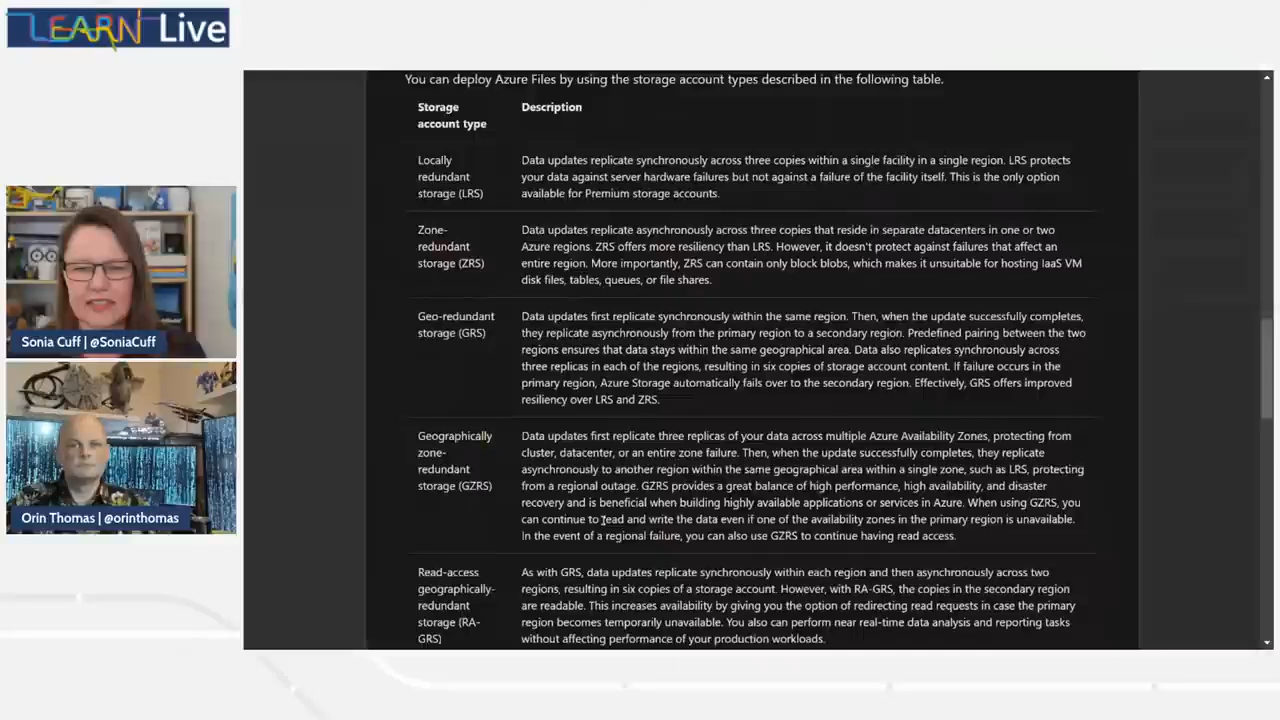 LEARN Live
You can deploy Azure Files by using the storage account types described in the following table.
Storage
account type
Description
Locally
redundant
storage (LRS)
Data updates replicate synchronously across three copies within a single facility in a single region. LRS protects
your data against server hardware failures but not against a failure of the facility itself. This is the only option
available for Premium storage accounts.
Zone-
redundant
storage (ZRS)
Data updates replicate asynchronously across three copies that reside in separate datacenters in one or two
Azure regions. ZRS offers more resiliency than LRS. However, it doesn't protect against failures that affect an
entire region. More importantly, ZRS can contain only block blobs, which makes it unsuitable for hosting IaaS VM
disk files, tables, queues, or file shares.
Geo-redundant
storage (GRS)
Data updates first replicate synchronously within the same region. Then, when the update successfully completes,
they replicate asynchronously from the primary region to a secondary region. Predefined pairing between the two
regions ensures that data stays within the same geographical area. Data also replicates synchronously across
three replicas in each of the regions, resulting in six copies of storage account content. If failure occurs in the
primary region, Azure Storage automatically fails over to the secondary region. Effectively, GRS offers improved
resiliency over LRS and ZRS.
Geographically
zone-
redundant
storage (GZRS)
Data updates first replicate three replicas of your data across multiple Azure Availability Zones, protecting from
cluster, datacenter, or an entire zone failure. Then, when the update successfully completes, they replicate
asynchronously to another region within the same geographical area within a single zone, such as LRS, protecting
from a regional outage. GZRS provides a great balance of high performance, high availability, and disaster
recovery and is beneficial when building highly available applications or services in Azure. When using GZRS, you
can continue to read and write the data even if one of the availability zones in the primary region is unavailable.
In the event of a regional failure, you can also use GZRS to continue having read access.
Read-access
geographically-
redundant
storage (RA-
GRS)
As with GRS, data updates replicate synchronously within each region and then asynchronously across two
regions, resulting in six copies of a storage account. However, with RA-GRS, the copies in the secondary region
are readable. This increases availability by giving you the option of redirecting read requests in case the primary
region becomes temporarily unavailable. You also can perform near real-time data analysis and reporting tasks
without affecting performance of your production workloads.
Sonia Cuff | @SoniaCuff
Orin Thomas | @orinthomas